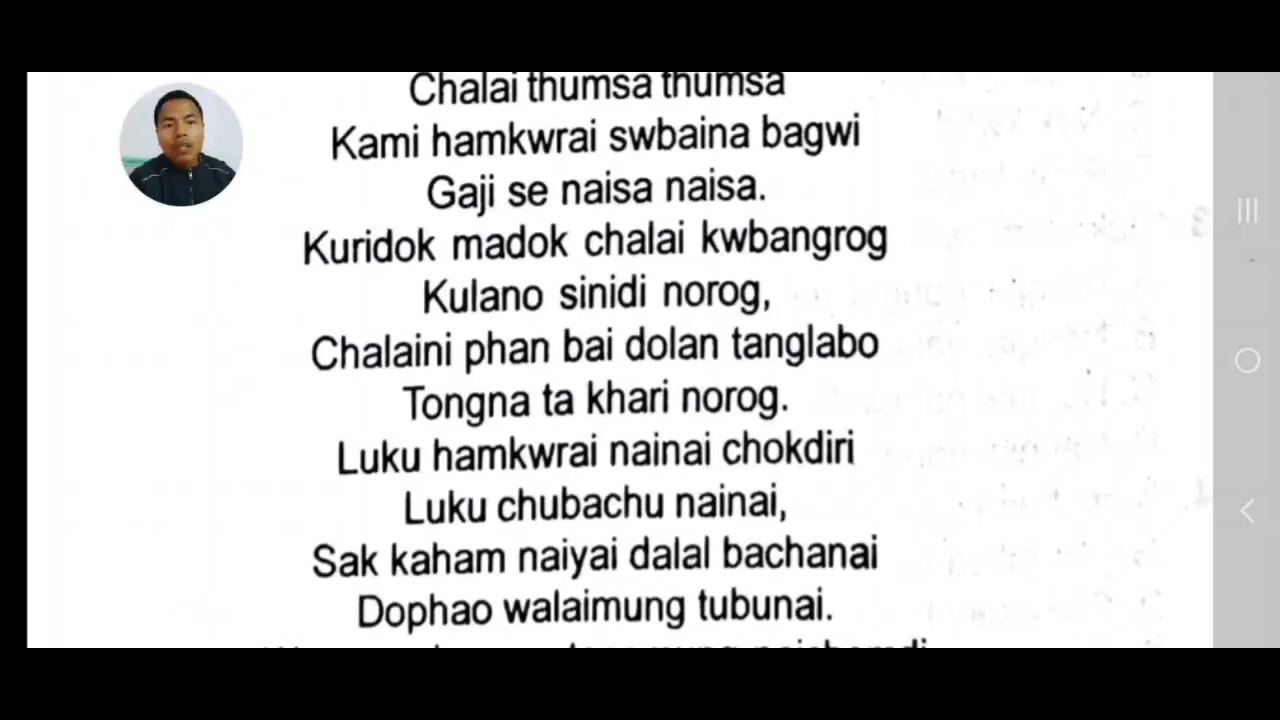 Chalai thumsa thumsa
Kami hamkwrai swbaina bagwi
Gaji se naisa naisa.
Kuridok madok chalai kwbangrog
Kulano sinidi norog,
Chalaini phan bai dolan tanglabo
Tongna ta khari norog.
Luku hamkwrai nainai chokdiri
Luku chubachu nainai,
Sak kaham naiyai dalal bachanai
Dophao walaimung tubunai.